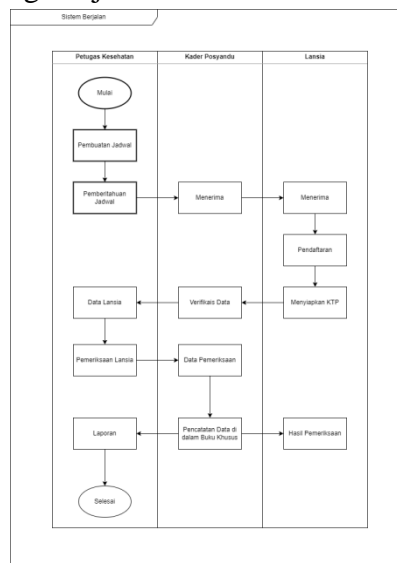 Sistem Berjalan
Petugas Kesehatan
Kader Posyandu
Lansia
Mulai
Pembuatan Jadwal
Pemberitahuan
Jadwal
Menerima
Menerima
Pendaftaran
Data Lansia
Verifikais Data
Menyiapkan KTP
Pemeriksaan Lansia
Data Pemeriksaan
Laporan
Pencatatan Data di
dalam Buku Khusus
Hasil Pemeriksaan
Selesai